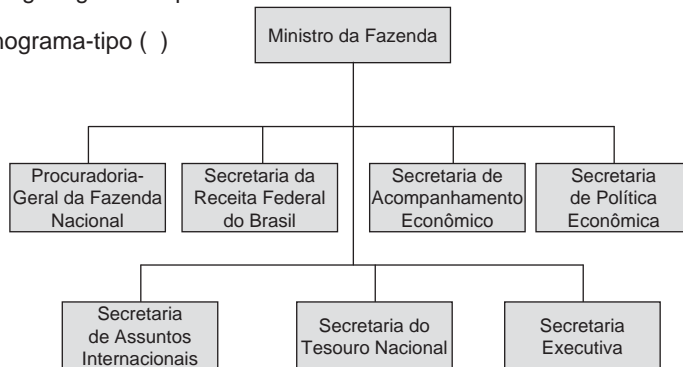 nograma-tipo ( )
Ministro da Fazenda
Procuradoria-
Geral da Fazenda
Nacional
Secretaria da
Receita Federal
do Brasil
Secretaria de
Acompanhamento
Econômico
Secretaria
de Política
Econômica
Secretaria
de Assuntos
Internacionais
Secretaria do
Tesouro Nacional
Secretaria
Executiva